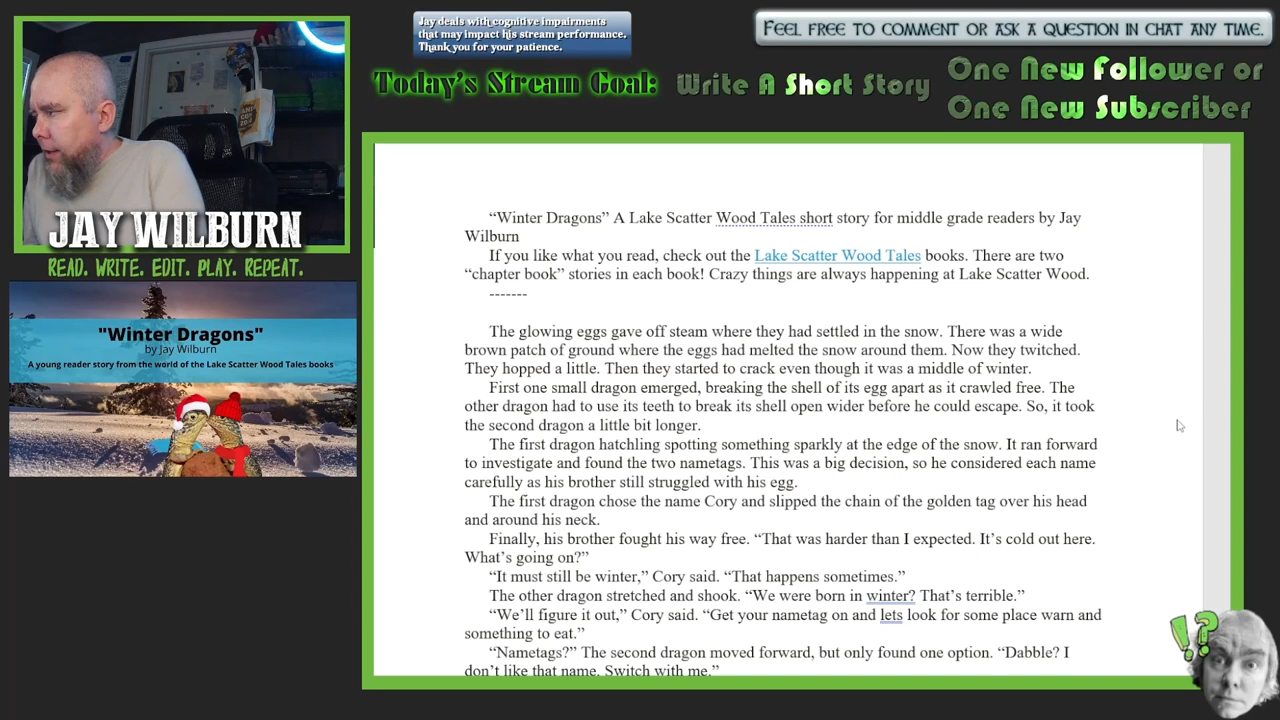 Jay deals with cognitive impairments
that may impact his stream performance.
Thank you for your patience.
FEEL FREE TO COMMENT OR ASK A QUESTION IN CHAT ANY TIME.
Today's Stream Goal:
Write A Short Story
One New Follower or
One New Subscriber
JAY WILBURN
READ. WRITE. EDIT. PLAY. REPEAT.
"Winter Dragons"
by Jay Wilburn
A young reader story from the world of the Lake Scatter Wood Tales books
“Winter Dragons” A Lake Scatter Wood Tales short story for middle grade readers by Jay
Wilburn
If you like what you read, check out the Lake Scatter Wood Tales books. There are two
“chapter book” stories in each book! Crazy things are always happening at Lake Scatter Wood.
-------
The glowing eggs gave off steam where they had settled in the snow. There was a wide
brown patch of ground where the eggs had melted the snow around them. Now they twitched.
They hopped a little. Then they started to crack even though it was a middle of winter.
First one small dragon emerged, breaking the shell of its egg apart as it crawled free. The
other dragon had to use its teeth to break its shell open wider before he could escape. So, it took
the second dragon a little bit longer.
The first dragon hatchling spotting something sparkly at the edge of the snow. It ran forward
to investigate and found the two nametags. This was a big decision, so he considered each name
carefully as his brother still struggled with his egg.
The first dragon chose the name Cory and slipped the chain of the golden tag over his head
and around his neck.
Finally, his brother fought his way free. “That was harder than I expected. It’s cold out here.
What’s going on?”
“It must still be winter,” Cory said. “That happens sometimes.”
The other dragon stretched and shook. “We were born in winter? That’s terrible.”
“We’ll figure it out,” Cory said. “Get your nametag on and lets look for some place warn and
something to eat.”
“Nametags?” The second dragon moved forward, but only found one option. “Dabble? I
don’t like that name. Switch with me.”
!?